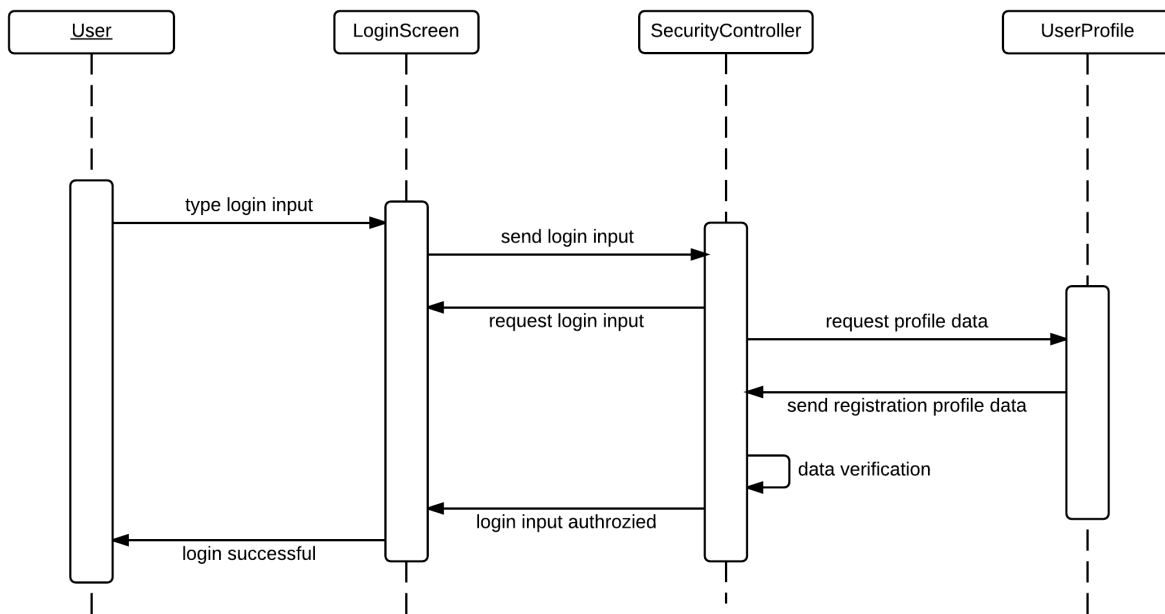 User
LoginScreen
SecurityController
UserProfile
type login input
send login input
request login input
request profile data
send registration profile data
data verification
login input authrozied
login successful